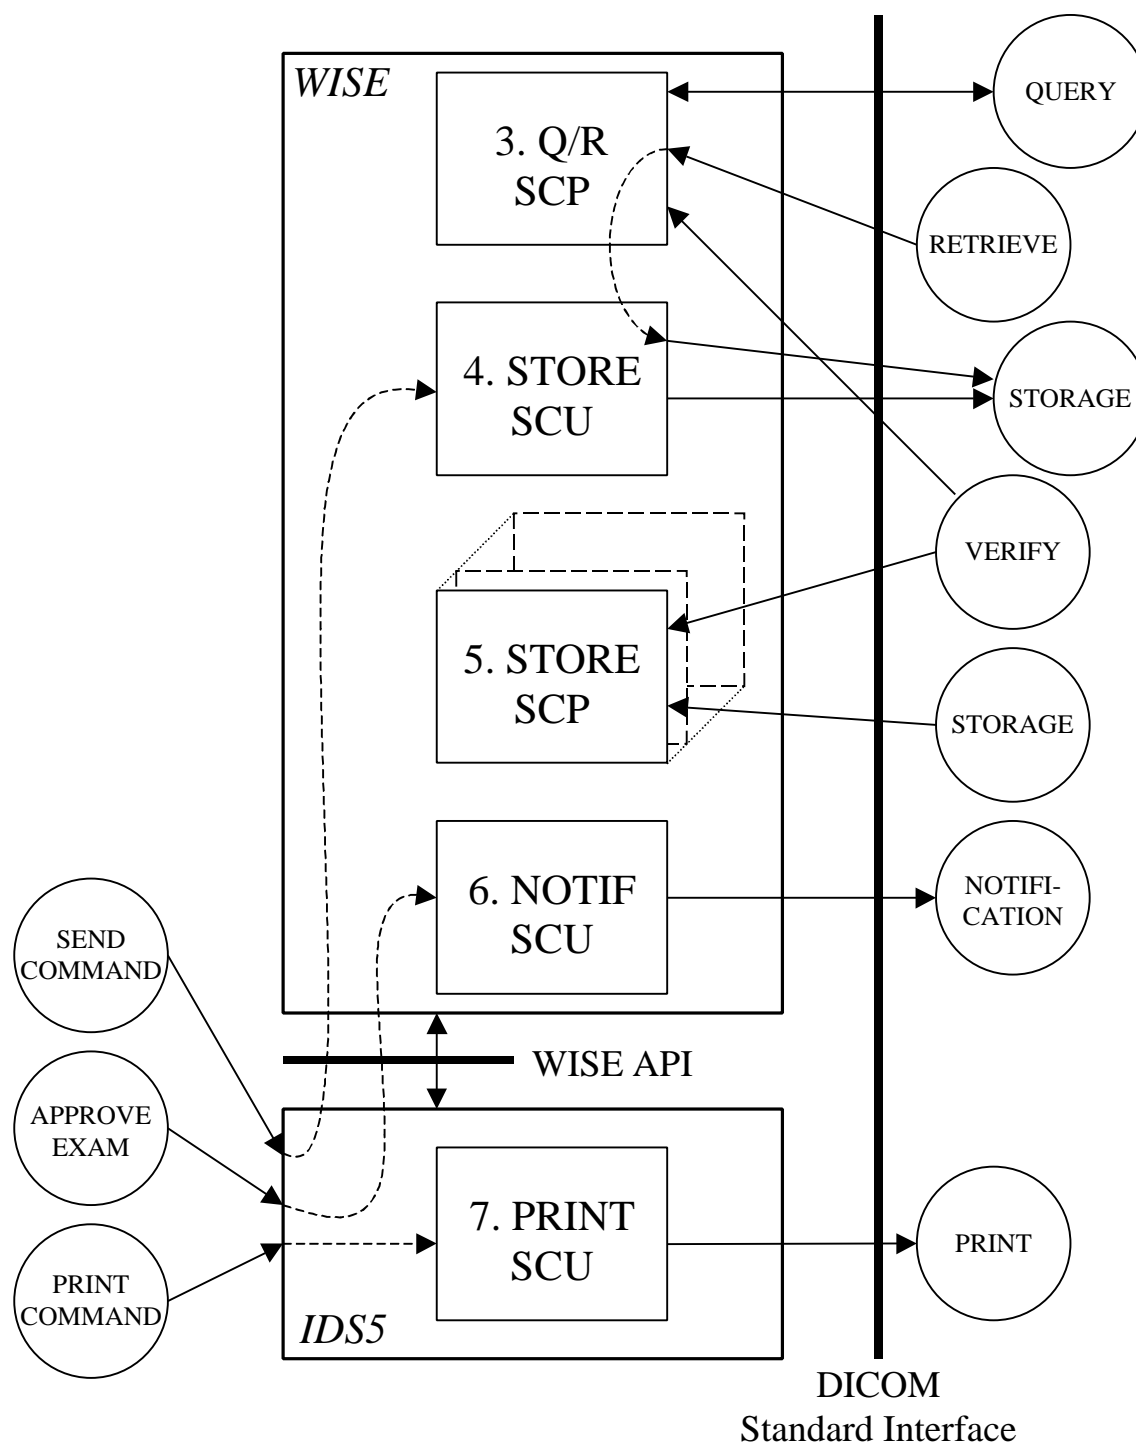 WISE
3. Q/R
SCP
QUERY
RETRIEVE
4. STORE
SCU
STORAGE
VERIFY
5. STORE
SCP
STORAGE
6. NOTIF
SCU
NOTIFI-
CATION
SEND
COMMAND
WISE API
APPROVE
EXAM
7. PRINT
SCU
PRINT
PRINT
COMMAND
IDS5
DICOM
Standard Interface